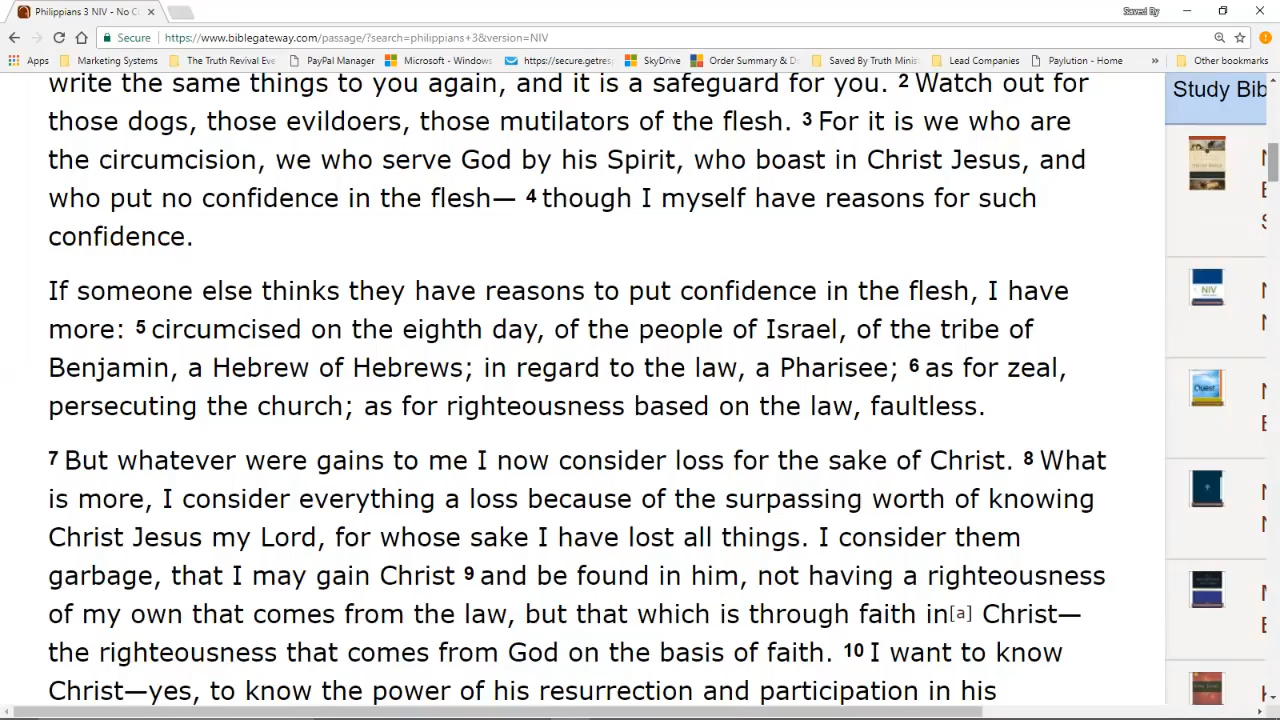 Philippians 3 NIV - No C
Saved By
Secure
https://www.biblegateway.com/passage/?search=philippians+3&version=NIV
Apps Marketing Systems The Truth Revival Eve PayPal Manager Microsoft - Windows https://secure.getres SkyDrive Order Summary & D Saved By Truth Minis Lead Companies Paylution - Home » Other bookmarks
write the same things to you again, and it is a safeguard for you. 2 Watch out for
those dogs, those evildoers, those mutilators of the flesh. 3 For it is we who are
the circumcision, we who serve God by his Spirit, who boast in Christ Jesus, and
who put no confidence in the flesh— 4 though I myself have reasons for such
confidence.
If someone else thinks they have reasons to put confidence in the flesh, I have
more: 5 circumcised on the eighth day, of the people of Israel, of the tribe of
Benjamin, a Hebrew of Hebrews; in regard to the law, a Pharisee; 6 as for zeal,
persecuting the church; as for righteousness based on the law, faultless.
7 But whatever were gains to me I now consider loss for the sake of Christ. 8 What
is more, I consider everything a loss because of the surpassing worth of knowing
Christ Jesus my Lord, for whose sake I have lost all things. I consider them
garbage, that I may gain Christ 9 and be found in him, not having a righteousness
of my own that comes from the law, but that which is through faith in[a] Christ—
the righteousness that comes from God on the basis of faith. 10 I want to know
Christ—yes, to know the power of his resurrection and participation in his
Study Bib
NIV
Quest